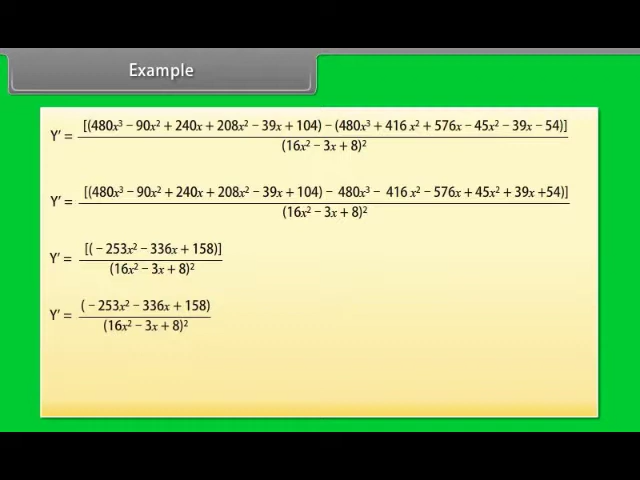 Example
Y′ = [(480x³ – 90x² + 240x + 208x² – 39x + 104) – (480x³ + 416 x² + 576x – 45x² – 39x – 54)]
(16x² – 3x + 8)²
Y′ = [(480x³ – 90x² + 240x + 208x² – 39x + 104) – 480x³ – 416 x² – 576x + 45x² + 39x +54)]
(16x² – 3x + 8)²
Y′ = [( – 253x² – 336x + 158)]
(16x² – 3x + 8)²
Y′ = ( – 253x² – 336x + 158)
(16x² – 3x + 8)²